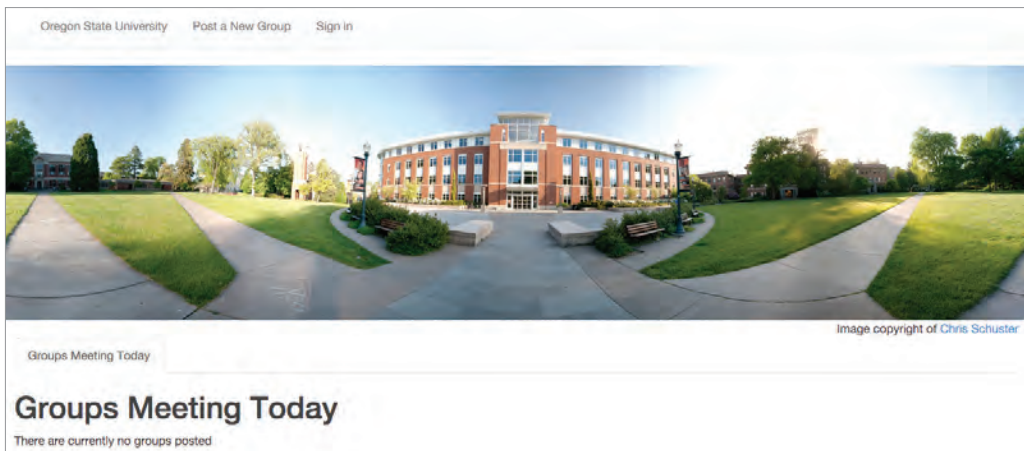 Oregon State University Post a New Group Sign in
Image copyright of Chris Schuster
Groups Meeting Today
Groups Meeting Today
There are currently no groups posted